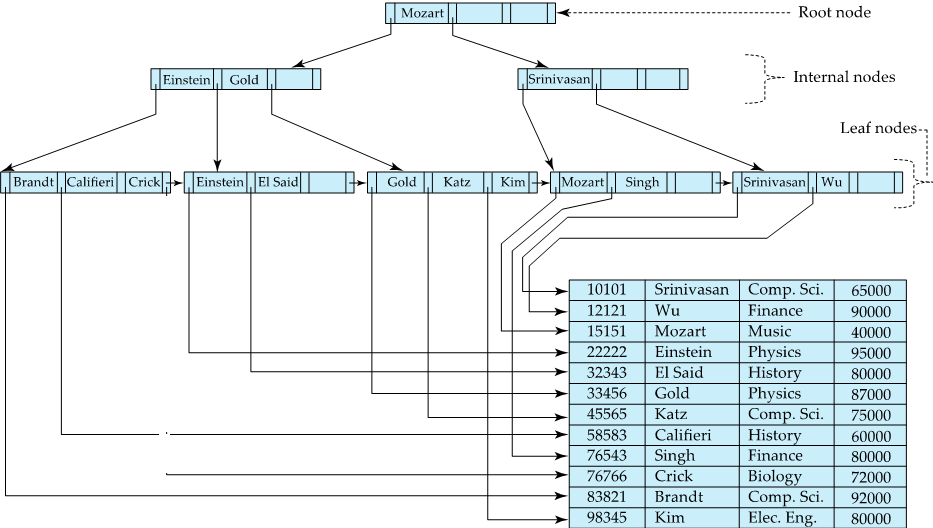 Mozart
Root node
Einstein Gold
Srinivasan
Internal nodes
Leaf nodes
Brandt Califieri Crick
Einstein El Said
Gold Katz Kim
Mozart Singh
Srinivasan Wu
10101 Srinivasan Comp. Sci. 65000
12121 Wu Finance 90000
15151 Mozart Music 40000
22222 Einstein Physics 95000
32343 El Said History 80000
33456 Gold Physics 87000
45565 Katz Comp. Sci. 75000
58583 Califieri History 60000
76543 Singh Finance 80000
76766 Crick Biology 72000
83821 Brandt Comp. Sci. 92000
98345 Kim Elec. Eng. 80000